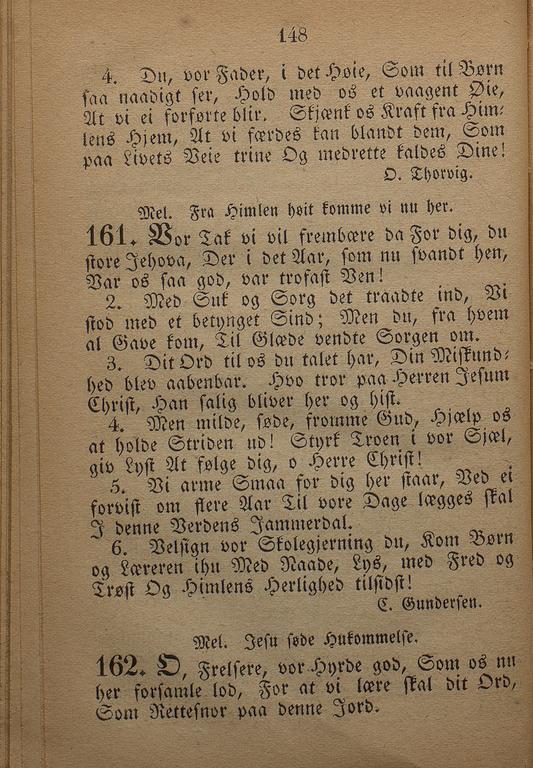 148
4. Du, vor Fader, i det Høie, Som til Børn
saa naadigt ser, Hold med os et vaagent Øie,
At vi ei forførte blir. Skjænk os Kraft fra Him-
lens Hjem, At vi færdes kan blandt dem, Som
paa Livets Veie trine Og medrette kaldes Dine!
O. Thorvig.
Mel. Fra Himlen høit komme vi nu her.
161. Vor Tak vi vil frembære da For dig, du
store Jehova, Der i det Aar, som nu svandt hen,
Var os saa god, var trofast Ven!
2. Med Suk og Sorg det traadte ind, Vi
stod med et betynget Sind; Men du, fra hvem
al Gave kom, Til Glæde vendte Sorgen om.
3. Dit Ord til os du talet har, Din Miskund-
hed blev aabenbar. Hvo tror paa Herren Jesum
Christ, Han salig bliver her og hist.
4. Men milde, søde, fromme Gud, Hjælp os
at holde Striden ud! Styrk Troen i vor Sjæl,
giv Lyst At følge dig, o Herre Christ!
5. Vi arme Smaa for dig her staar, Ved ei
forvist om flere Aar Til vore Dage lægges skal
I denne Verdens Jammerdal.
6. Velsign vor Skolegjerning du, Kom Børn
og Læreren ihu Med Naade, Lys, med Fred og
Trøst Og Himlens Herlighed tilsidst!
C. Gundersen.
Mel. Jesu søde Hukommelse.
162. O, Frelsere, vor Hyrde god, Som os nu
her forsamle lod, For at vi lære skal dit Ord,
Som Rettesnor paa denne Jord.